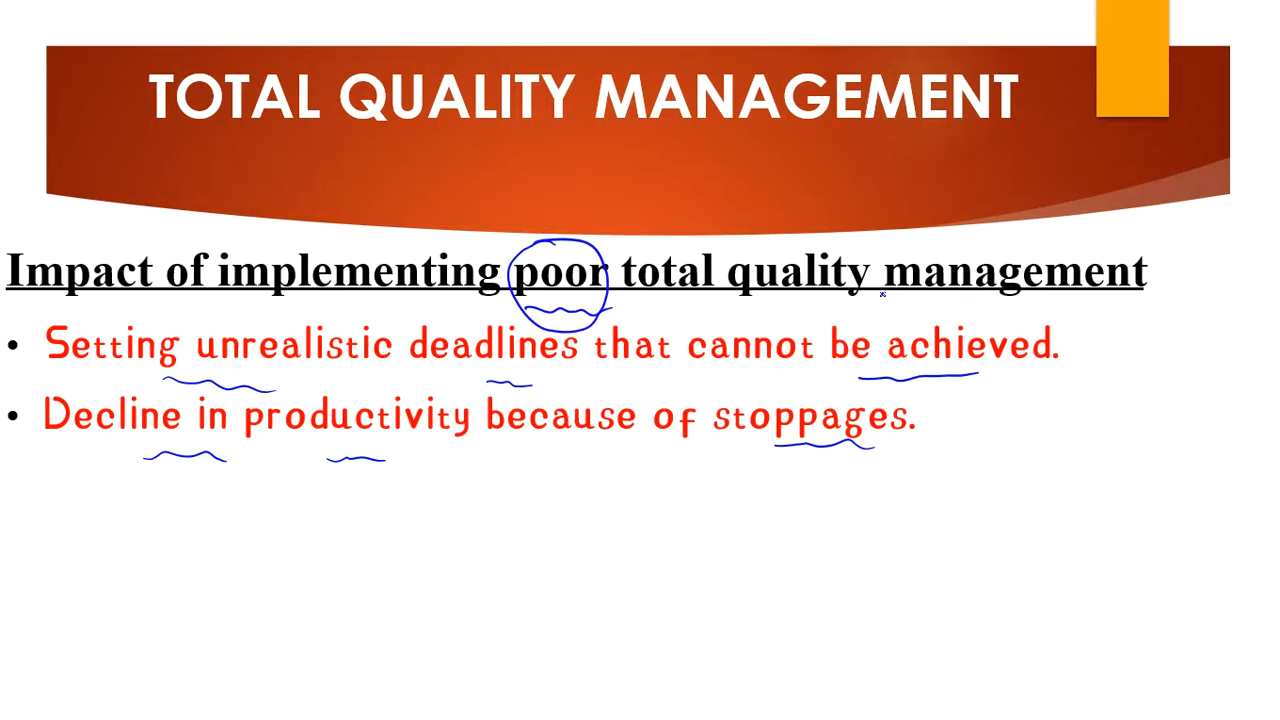 TOTAL QUALITY MANAGEMENT
Impact of implementing poor total quality management
• Setting unrealistic deadlines that cannot be achieved.
• Decline in productivity because of stoppages.